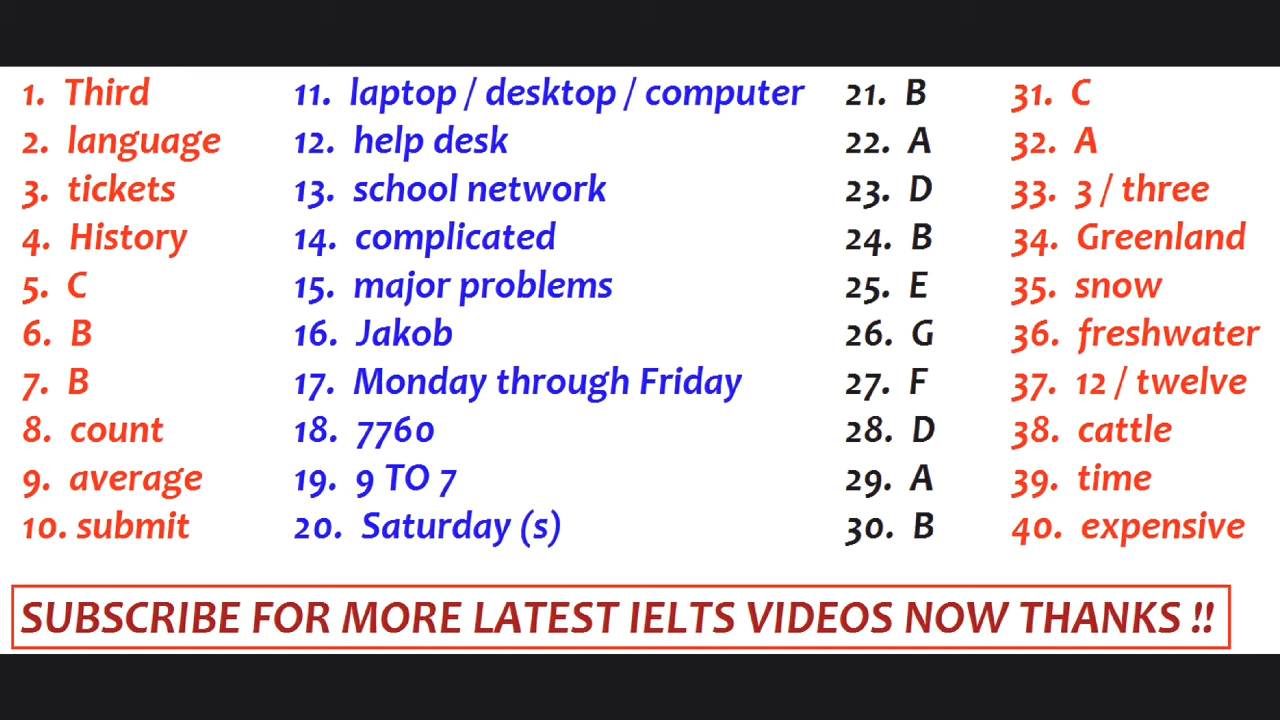 1. Third
2. language
3. tickets
4. History
5. C
6. B
7. B
8. count
9. average
10. submit
11. laptop / desktop / computer
12. help desk
13. school network
14. complicated
15. major problems
16. Jakob
17. Monday through Friday
18. 7760
19. 9 TO 7
20. Saturday (s)
21. B
22. A
23. D
24. B
25. E
26. G
27. F
28. D
29. A
30. B
31. C
32. A
33. 3 / three
34. Greenland
35. snow
36. freshwater
37. 12 / twelve
38. cattle
39. time
40. expensive
SUBSCRIBE FOR MORE LATEST IELTS VIDEOS NOW THANKS !!